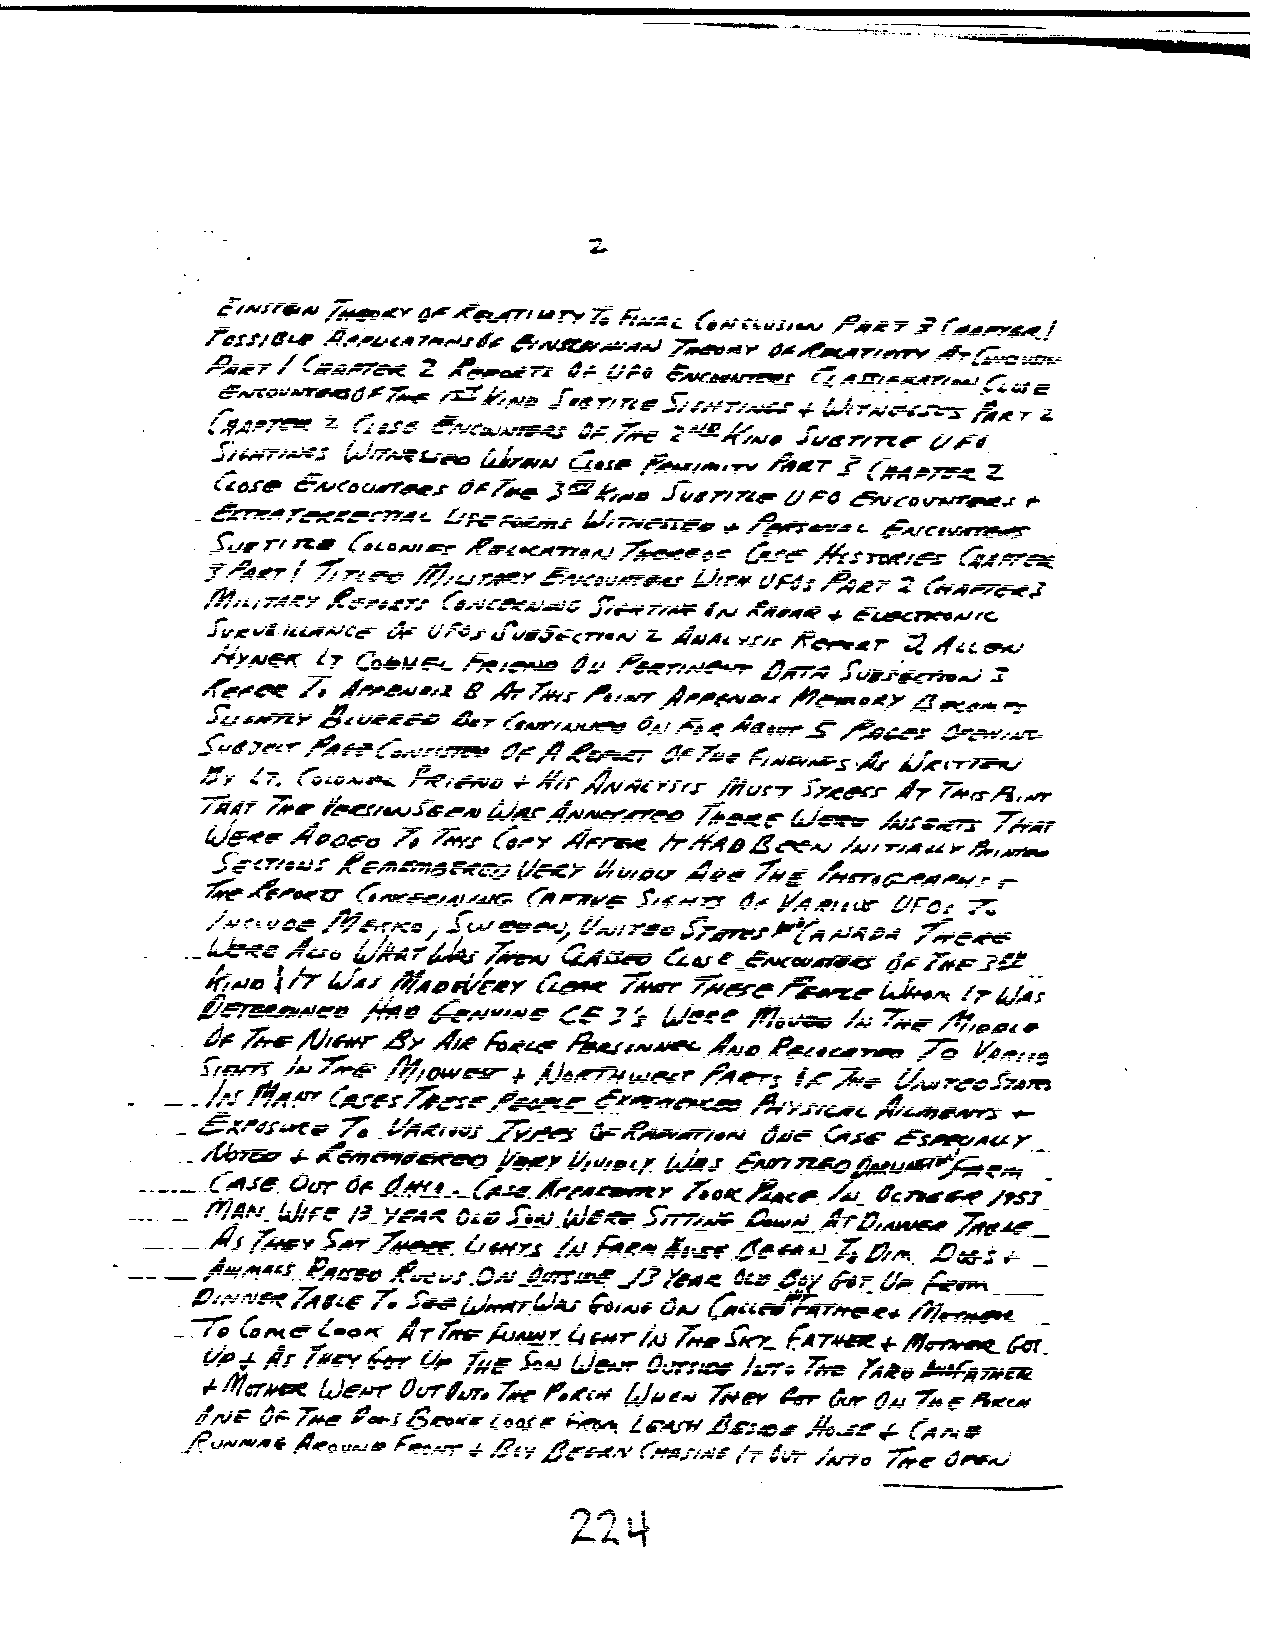 2
EINSTEIN THEORY OF RELATIVITY TO FINAL CONCLUSION PART 3 CHAPTER 1
POSSIBLE APPLICATIONS OF EINSTEINIAN THEORY OF RELATIVITY AT CONCLUSION
PART 1 CHAPTER 2 REPORTS OF UFO ENCOUNTERS CLASSIFICATION CLOSE
ENCOUNTERS OF THE 1ST KIND SUBTITLE SIGHTINGS + WITNESSES PART 2
CHAPTER 2 CLOSE ENCOUNTERS OF THE 2ND KIND SUBTITLE UFO
SIGHTINGS WITNESSED WITHIN CLOSE PROXIMITY PART 3 CHAPTER 2
CLOSE ENCOUNTERS OF THE 3RD KIND SUBTITLE UFO ENCOUNTERS +
EXTRATERRESTRIAL LIFE FORMS WITNESSED + PERSONAL ENCOUNTERS
SUBTITLE COLONIES RELOCATION THEREOF CASE HISTORIES CHAPTER
3 PART 1 TITLED MILITARY ENCOUNTERS WITH UFOS PART 2 CHAPTER 3
MILITARY REPORTS CONCERNING SIGHTING ON RADAR + ELECTRONIC
SURVEILLANCE OF UFOS SUBSECTION 2 ANALYSIS REPORT J ALLEN
HYNEK LT COLONEL FRIEND ON PERTINENT DATA SUBSECTION 3
REFER TO APPENDIX B AT THIS POINT APPENDIX MEMORY
SLIGHTLY BLURRED BUT CONTINUED ON FOR ABOUT 5 PAGES OPENING
SUBJECT PAGE CONSISTED OF A REPORT OF THE FINDINGS AS WRITTEN
BY LT. COLONEL FRIEND + HIS ANALYSIS MUST STRESS AT THIS POINT
THAT THE VERSION SEEN WAS ANNOTATED THERE WERE INSERTS THAT
WERE ADDED TO THIS COPY AFTER IT HAD BEEN INITIALLY PRINTED
SECTIONS REMEMBERED VERY VIVIDLY ARE THE PHOTOGRAPHS +
THE REPORTS CONCERNING CAPTIVE SIGHTS OF VARIOUS UFOS TO
INCLUDE MEXICO, SWEDEN, UNITED STATES CANADA THERE
WERE ALSO WHAT WAS THEN CLASSED CLOSE ENCOUNTERS OF THE 3RD
KIND IT WAS MADE VERY CLEAR THAT THESE PEOPLE WHOM IT WAS
DETERMINED HAD GENUINE CE 3'S WERE MOVED IN THE MIDDLE
OF THE NIGHT BY AIR FORCE PERSONNEL AND RELOCATED TO VARIOUS
SIGHTS IN THE MIDWEST + NORTHWEST PARTS OF THE UNITED STATES
IN MANY CASES THESE PEOPLE EXPERIENCED PHYSICAL AILMENTS +
EXPOSURE TO VARIOUS TYPES OF RADIATION ONE CASE ESPECIALLY
NOTED + REMEMBERED VERY VIVIDLY WAS ENTITLED FARM
CASE OUT OF CASE APPARENTLY TOOK PLACE IN OCTOBER 1953
MAN WIFE 13 YEAR OLD SON WERE SITTING DOWN AT DINNER TABLE
AS THEY SAT THERE LIGHTS IN FARM HOUSE BEGAN TO DIM DOGS +
ANIMALS RAISED RUCUS ON OUTSIDE 13 YEAR OLD BOY GOT UP FROM
DINNER TABLE TO SEE WHAT WAS GOING ON CALLED FATHER + MOTHER
TO COME LOOK AT THE FUNNY LIGHT IN THE SKY FATHER + MOTHER GOT
UP + AS THEY GOT UP THE SON WENT OUTSIDE INTO THE YARD FATHER
+ MOTHER WENT OUT ONTO THE PORCH WHEN THEY GOT OUT ON THE PORCH
ONE OF THE DOGS BROKE LOOSE FROM LEASH BESIDE HOUSE + CAME
RUNNING AROUND FRONT + BOY BEGAN CHASING IT OUT INTO THE OPEN
224